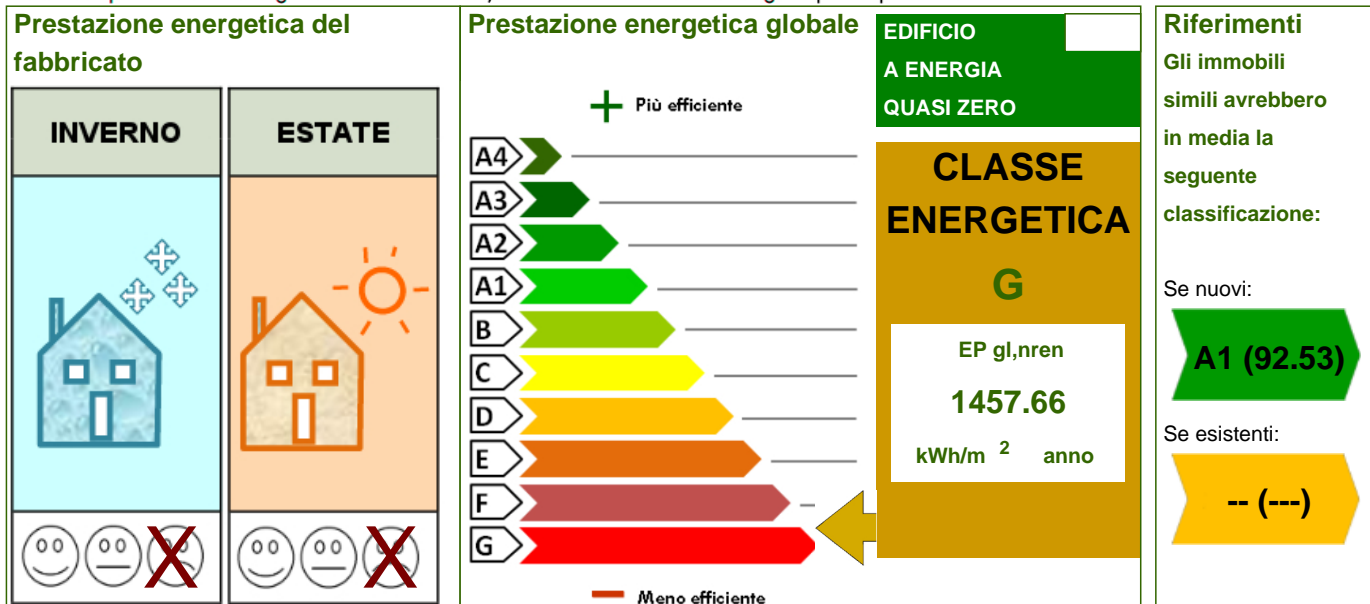 Prestazione energetica del
fabbricato
INVERNO
ESTATE
Prestazione energetica globale
Più efficiente
A4
A3
A2
A1
B
C
D
E
F
G
Meno efficiente
EDIFICIO
A ENERGIA
QUASI ZERO
CLASSE
ENERGETICA
G
EP gl,nren
1457.66
kWh/m 2 anno
Riferimenti
Gli immobili
simili avrebbero
in media la
seguente
classificazione:
Se nuovi:
A1 (92.53)
Se esistenti:
-- (---)